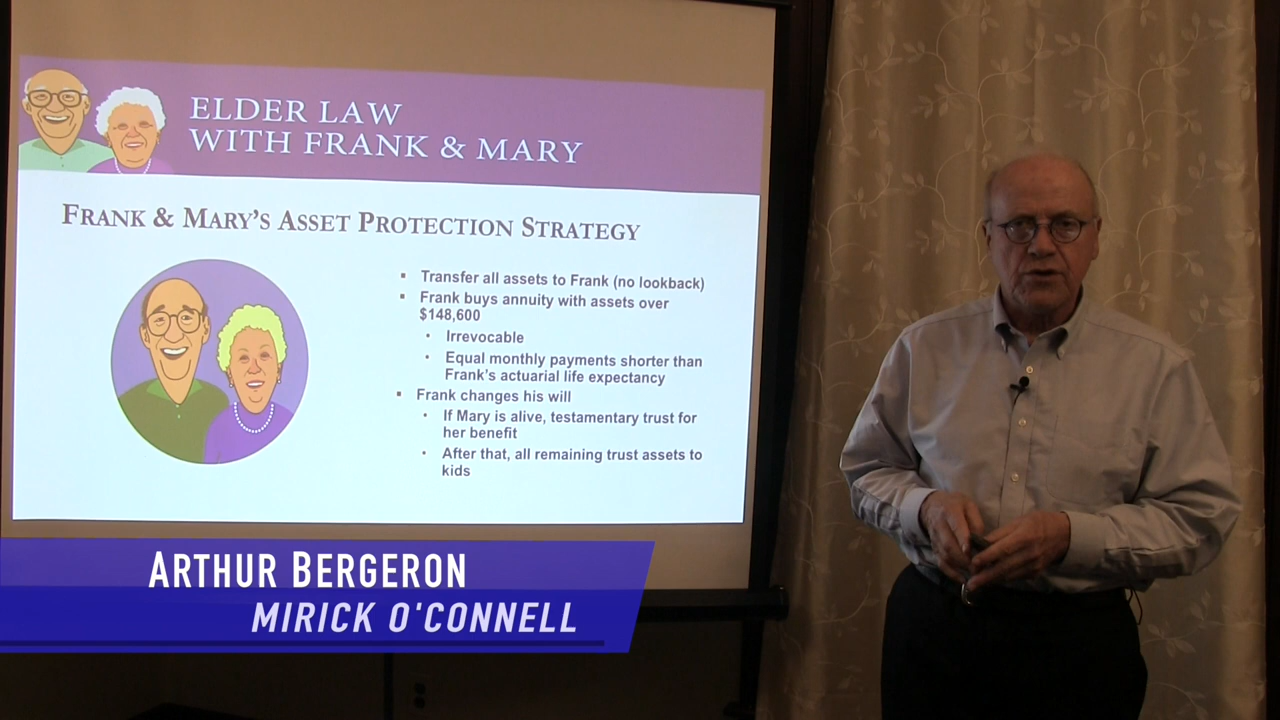 ELDER LAW
WITH FRANK & MARY
FRANK & MARY'S ASSET PROTECTION STRATEGY
▪ Transfer all assets to Frank (no lookback)
▪ Frank buys annuity with assets over
$148,600
• Irrevocable
• Equal monthly payments shorter than
Frank's actuarial life expectancy
▪ Frank changes his will
• If Mary is alive, testamentary trust for
her benefit
• After that, all remaining trust assets to
kids
ARTHUR BERGERON
MIRICK O'CONNELL